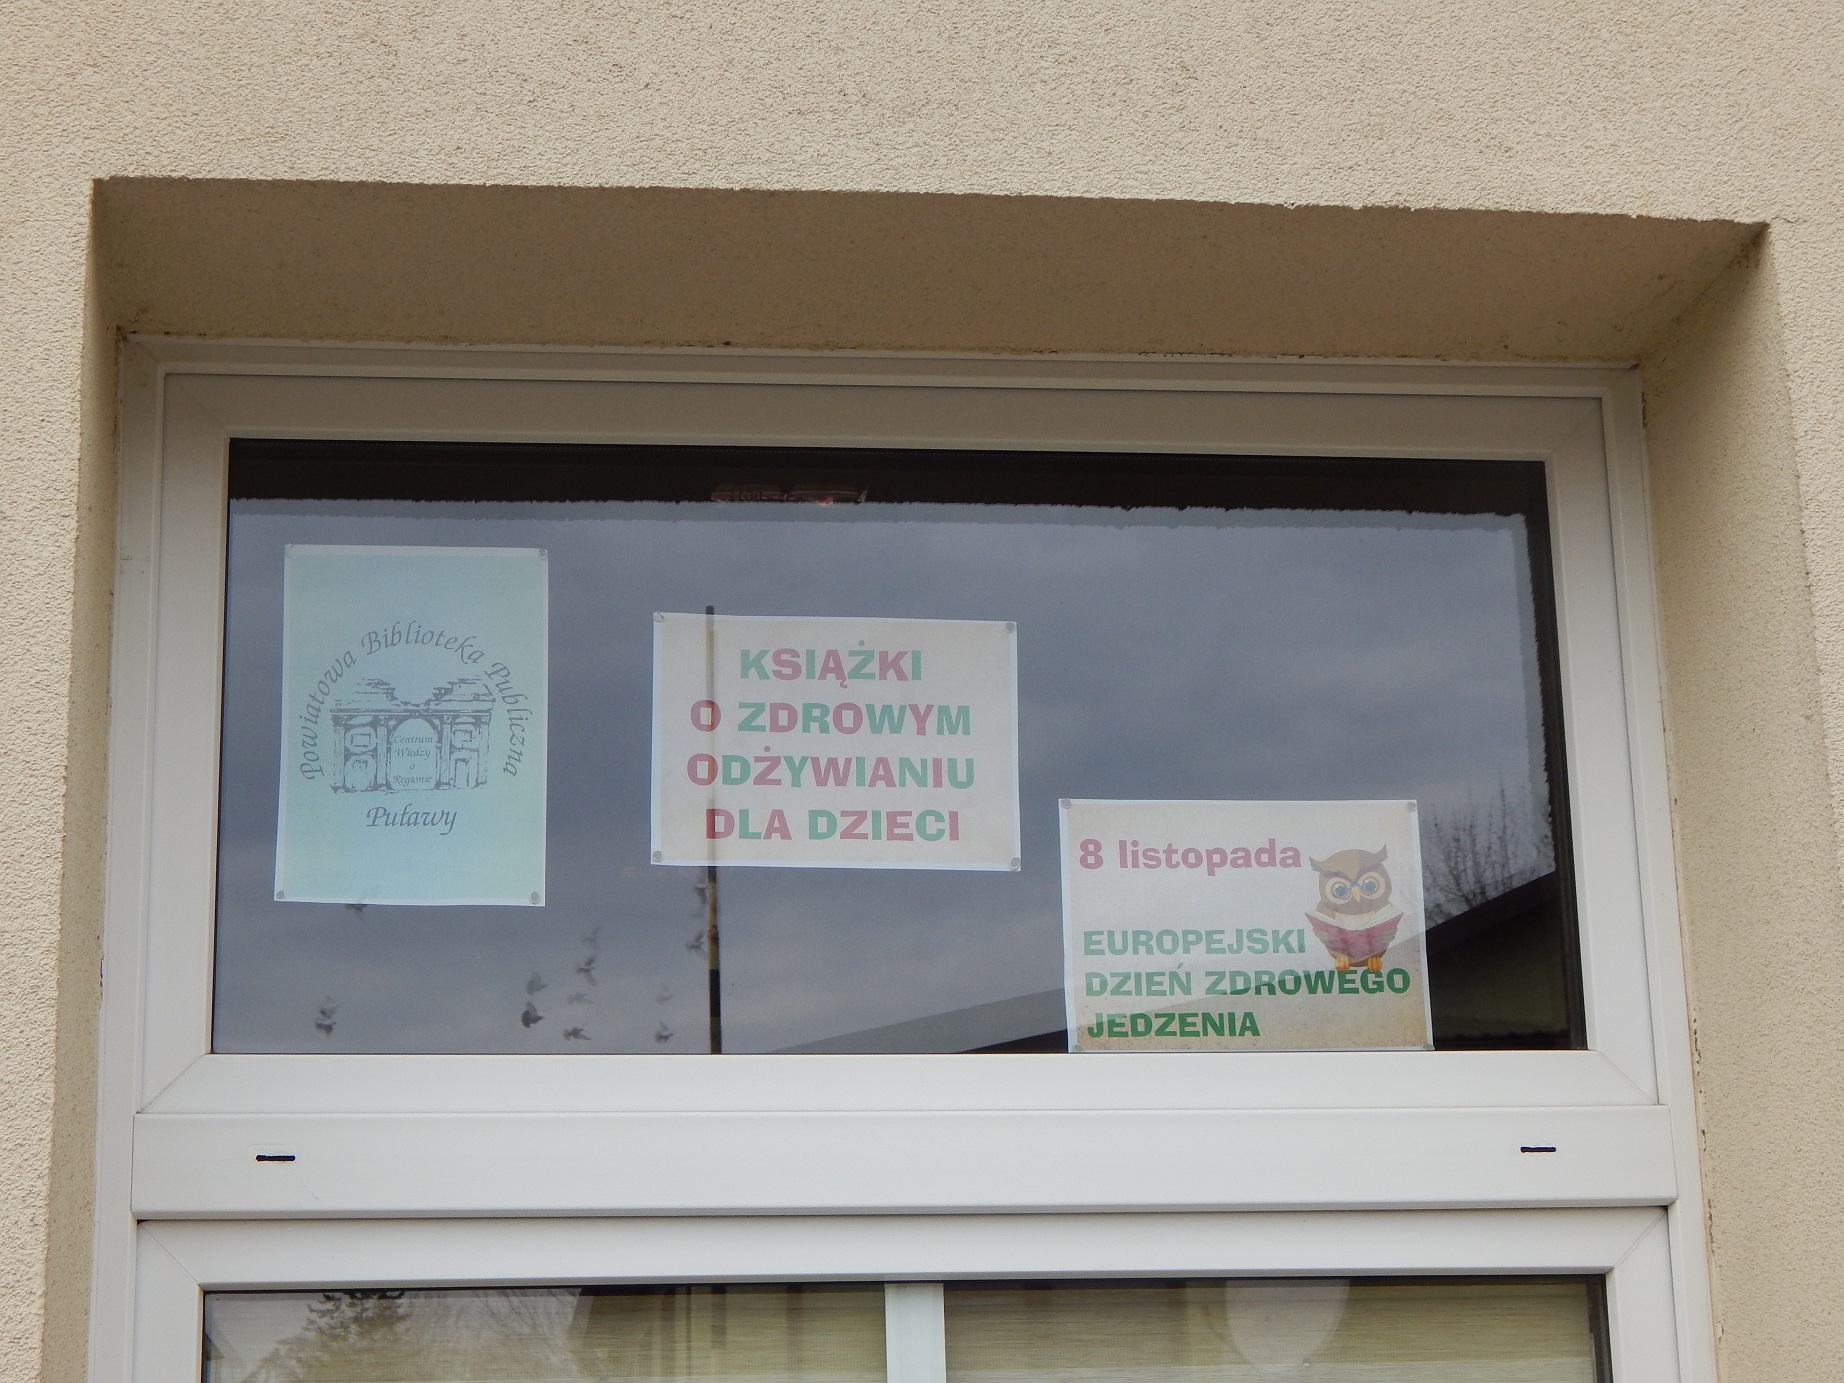 Powiatowa Biblioteka Publiczna
Centrum
Wiedzy
o
Regionie
Puławy
KSIĄŻKI
O ZDROWYM
ODŻYWIANIU
DLA DZIECI
8 listopada
EUROPEJSKI
DZIEŃ ZDROWEGO
JEDZENIA